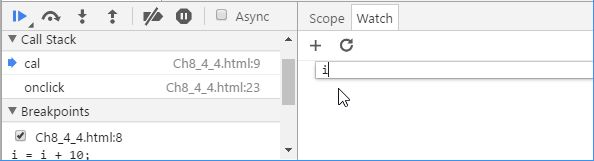 Async
Scope Watch
Call Stack
cal Ch8_4_4.html:9
onclick Ch8_4_4.html:23
Breakpoints
Ch8_4_4.html:8
i = i + 10;
i